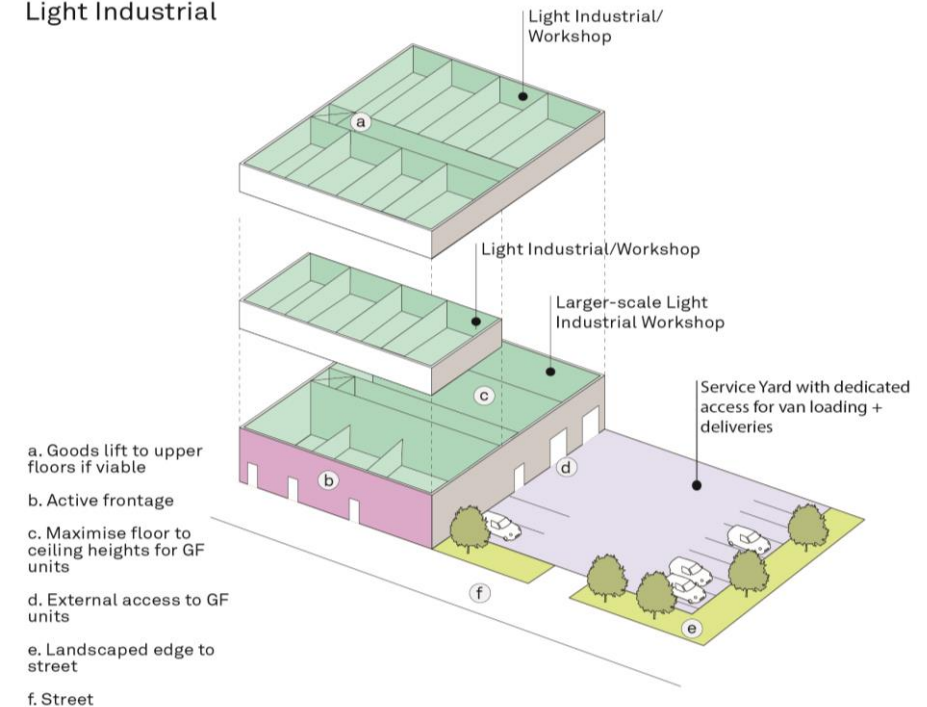 Light Industrial
Light Industrial/
Workshop
a
Light Industrial/Workshop
Larger-scale Light
Industrial Workshop
c
Service Yard with dedicated
access for van loading +
deliveries
b
d
f
e
a. Goods lift to upper
floors if viable
b. Active frontage
c. Maximise floor to
ceiling heights for GF
units
d. External access to GF
units
e. Landscaped edge to
street
f. Street